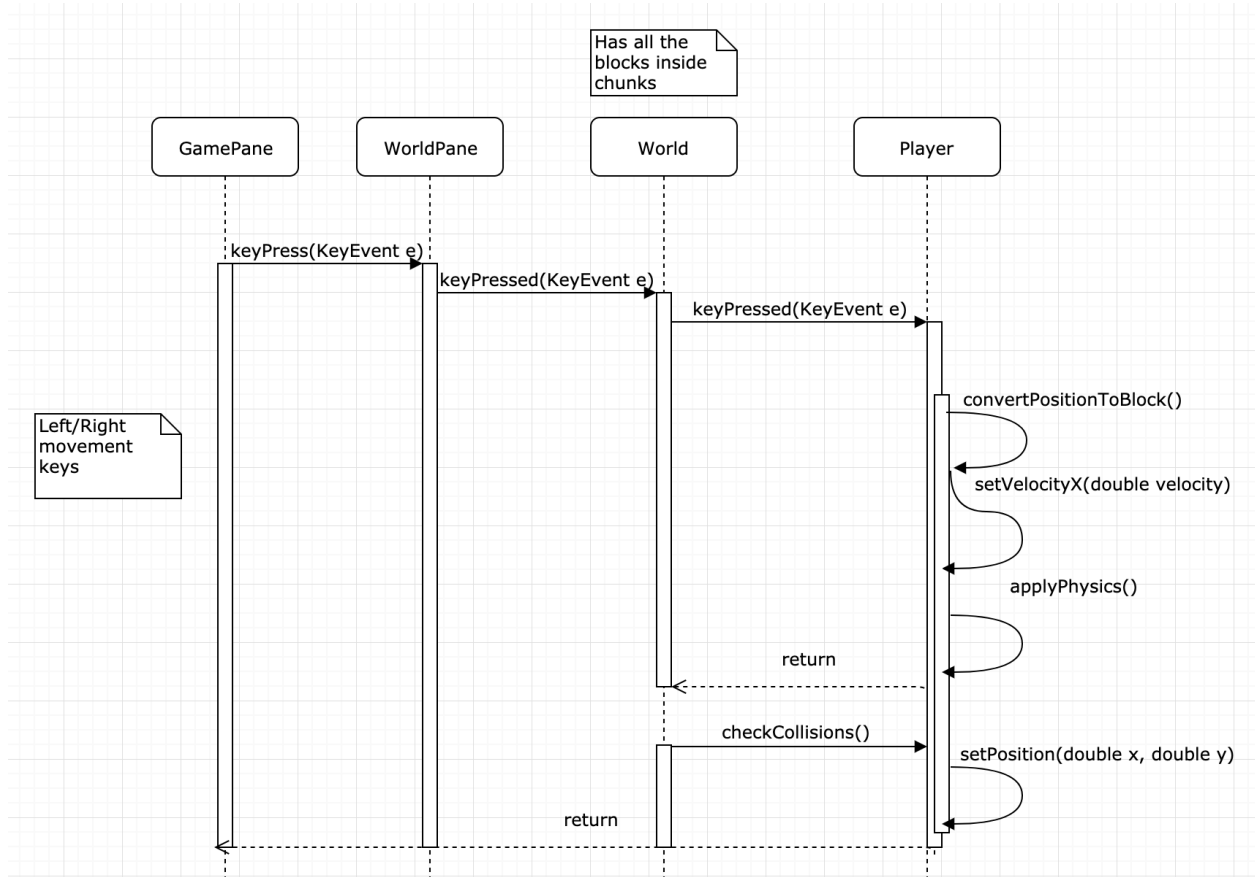 Has all the
blocks inside
chunks
GamePane
WorldPane
World
Player
keyPress(KeyEvent e)
keyPressed(KeyEvent e)
keyPressed(KeyEvent e)
convertPositionToBlock()
Left/Right
movement
keys
setVelocityX(double velocity)
applyPhysics()
return
checkCollisions()
setPosition(double x, double y)
return